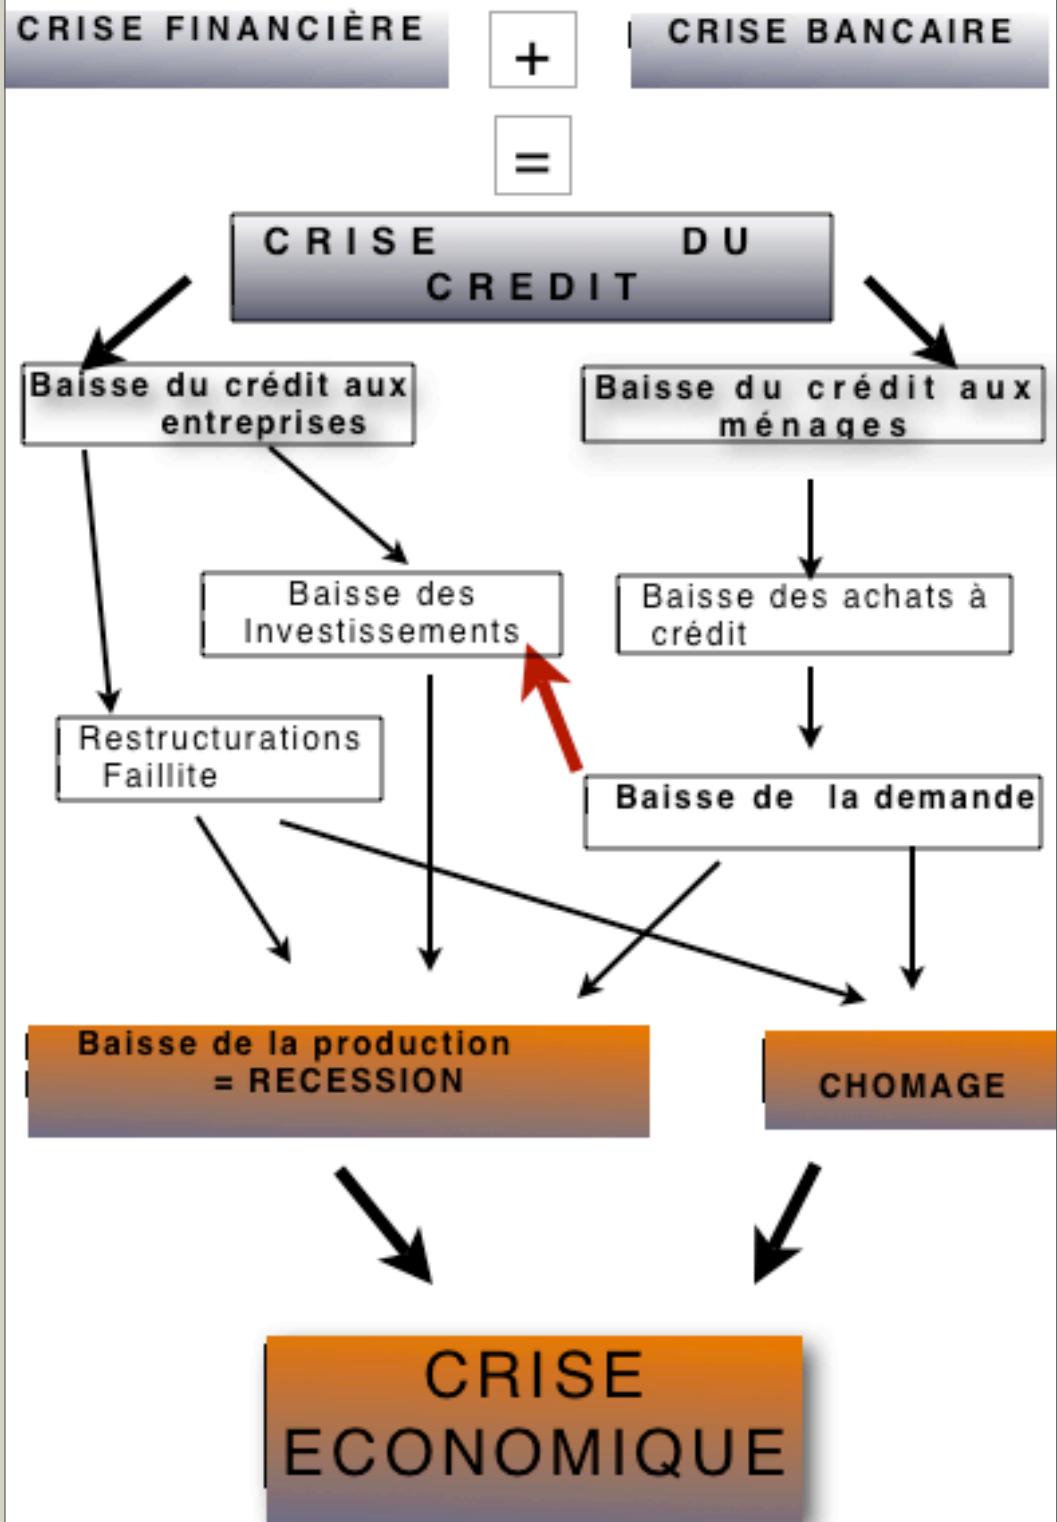 CRISE FINANCIÈRE
+
CRISE BANCAIRE
=
CRISE DU
CREDIT
Baisse du crédit aux
entreprises
Baisse du crédit aux
ménages
Baisse des
Investissements
Baisse des achats à
crédit
Restructurations
Faillite
Baisse de la demande
Baisse de la production
= RECESSION
CHOMAGE
CRISE
ECONOMIQUE